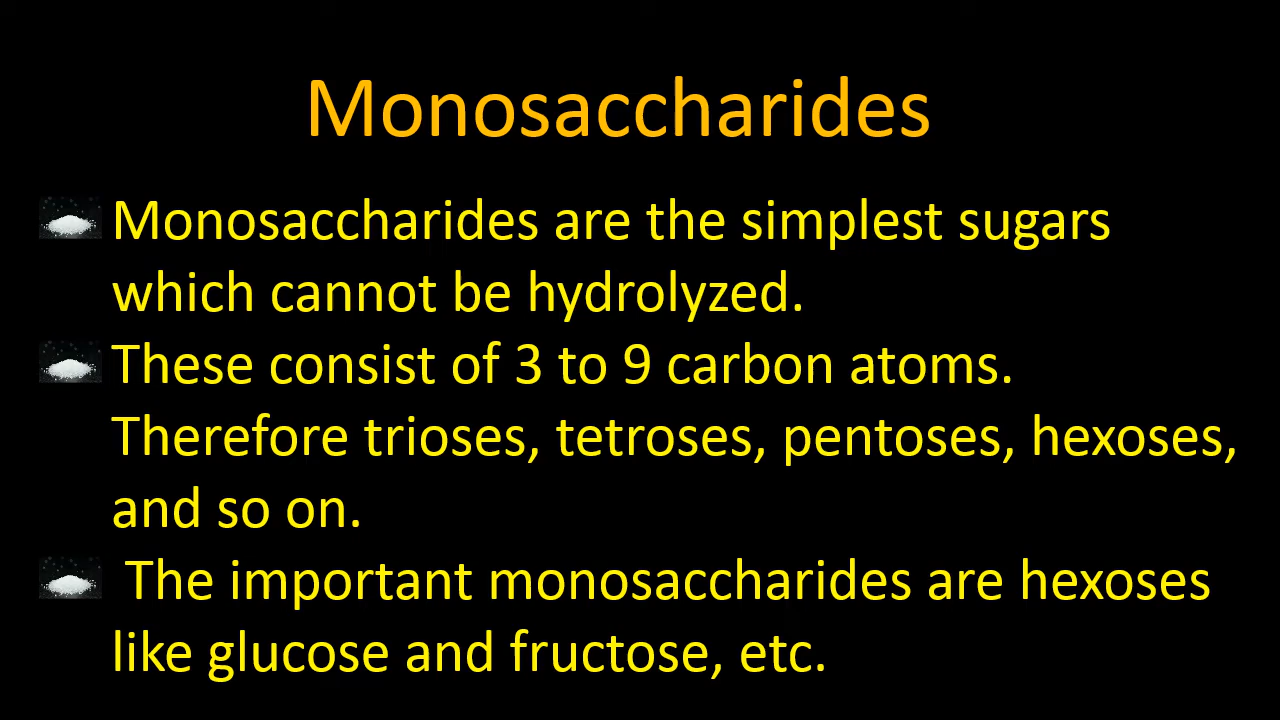 Monosaccharides
Monosaccharides are the simplest sugars
which cannot be hydrolyzed.
These consist of 3 to 9 carbon atoms.
Therefore trioses, tetroses, pentoses, hexoses,
and so on.
The important monosaccharides are hexoses
like glucose and fructose, etc.